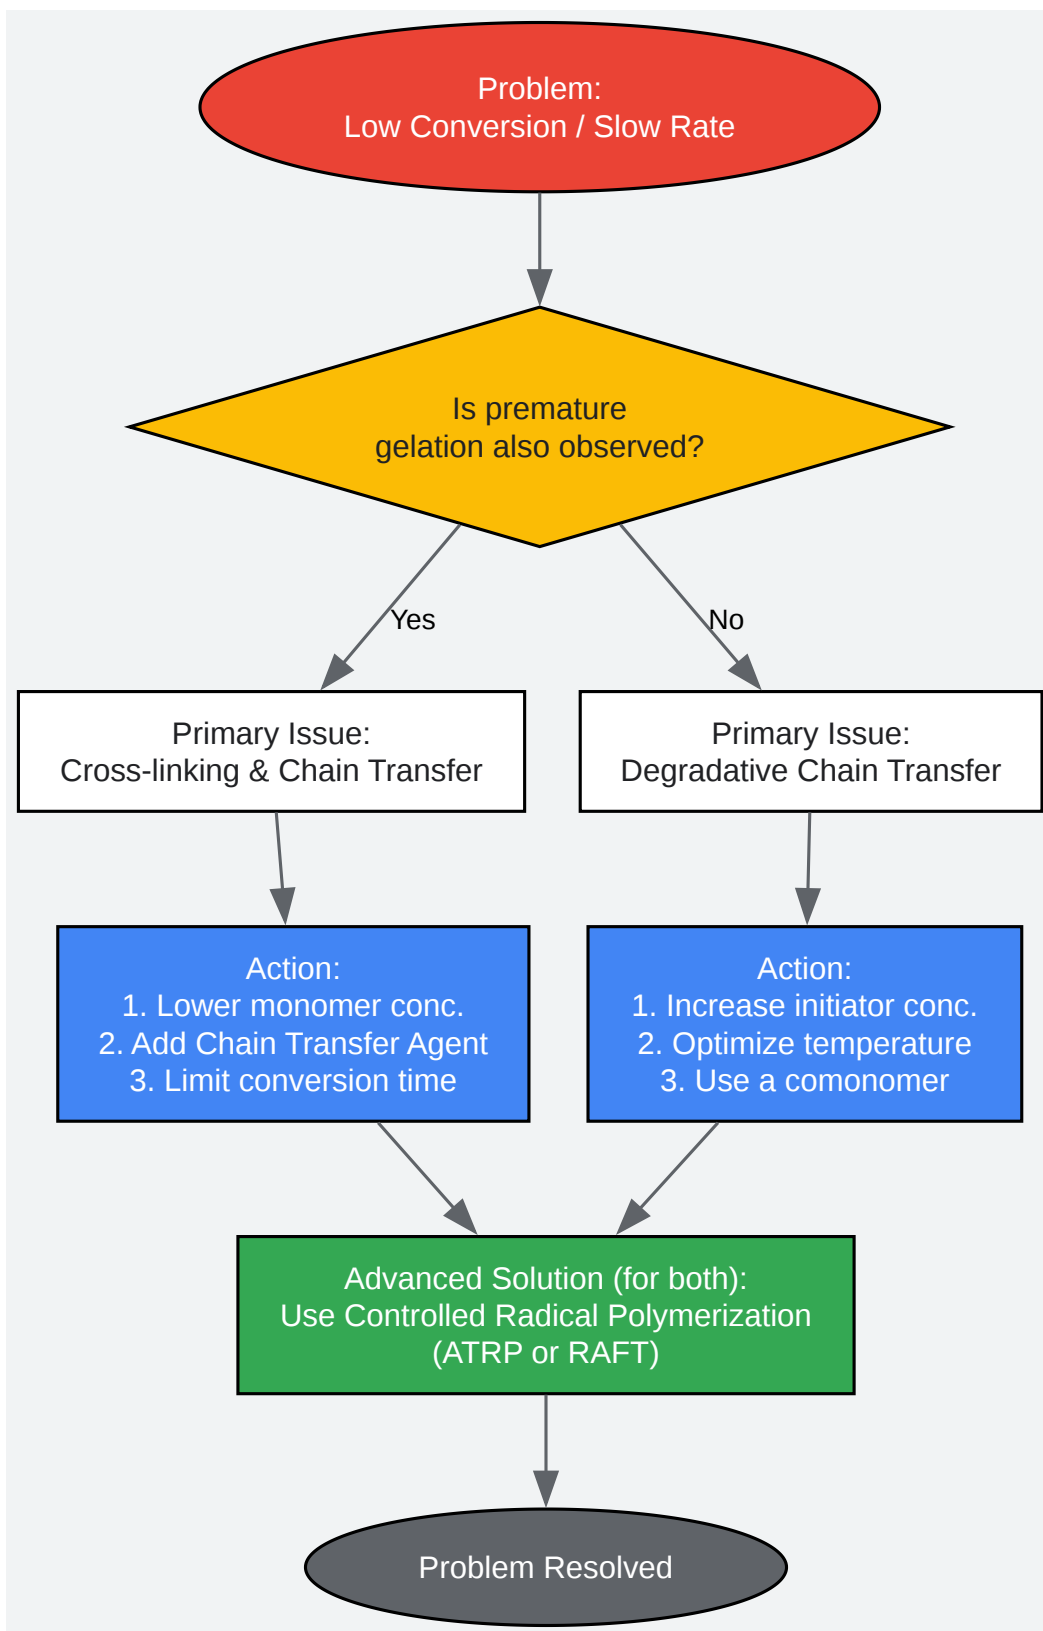 Problem:
Low Conversion / Slow Rate
Is premature
gelation also observed?
Yes
No
Primary Issue:
Cross-linking & Chain Transfer
Primary Issue:
Degradative Chain Transfer
Action:
1. Lower monomer conc.
2. Add Chain Transfer Agent
3. Limit conversion time
Action:
1. Increase initiator conc.
2. Optimize temperature
3. Use a comonomer
Advanced Solution (for both):
Use Controlled Radical Polymerization
(ATRP or RAFT)
Problem Resolved